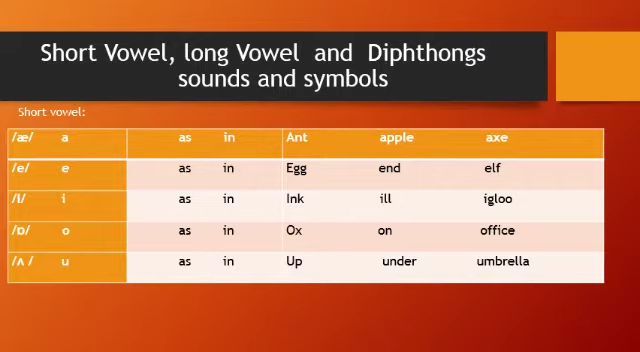 Short Vowel, long Vowel and Diphthongs
sounds and symbols
Short vowel:
/æ/ a as in Ant apple axe
/e/ e as in Egg end elf
/I/ i as in Ink ill igloo
/ɒ/ o as in Ox on office
/ʌ / u as in Up under umbrella